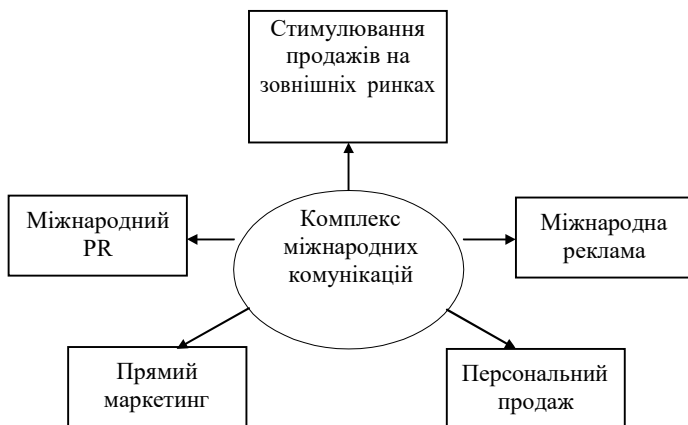 Стимулювання
продажів на
зовнішніх ринках
Міжнародний
PR
Комплекс
міжнародних
комунікацій
Міжнародна
реклама
Прямий
маркетинг
Персональний
продаж